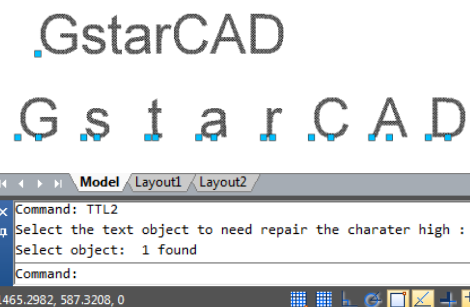 GstarCAD
G s t a r C A D
Model Layout1 Layout2
Command: TTL2
Select the text object to need repair the charater high :
Select object: 1 found
Command:
1465.2982, 587.3208, 0